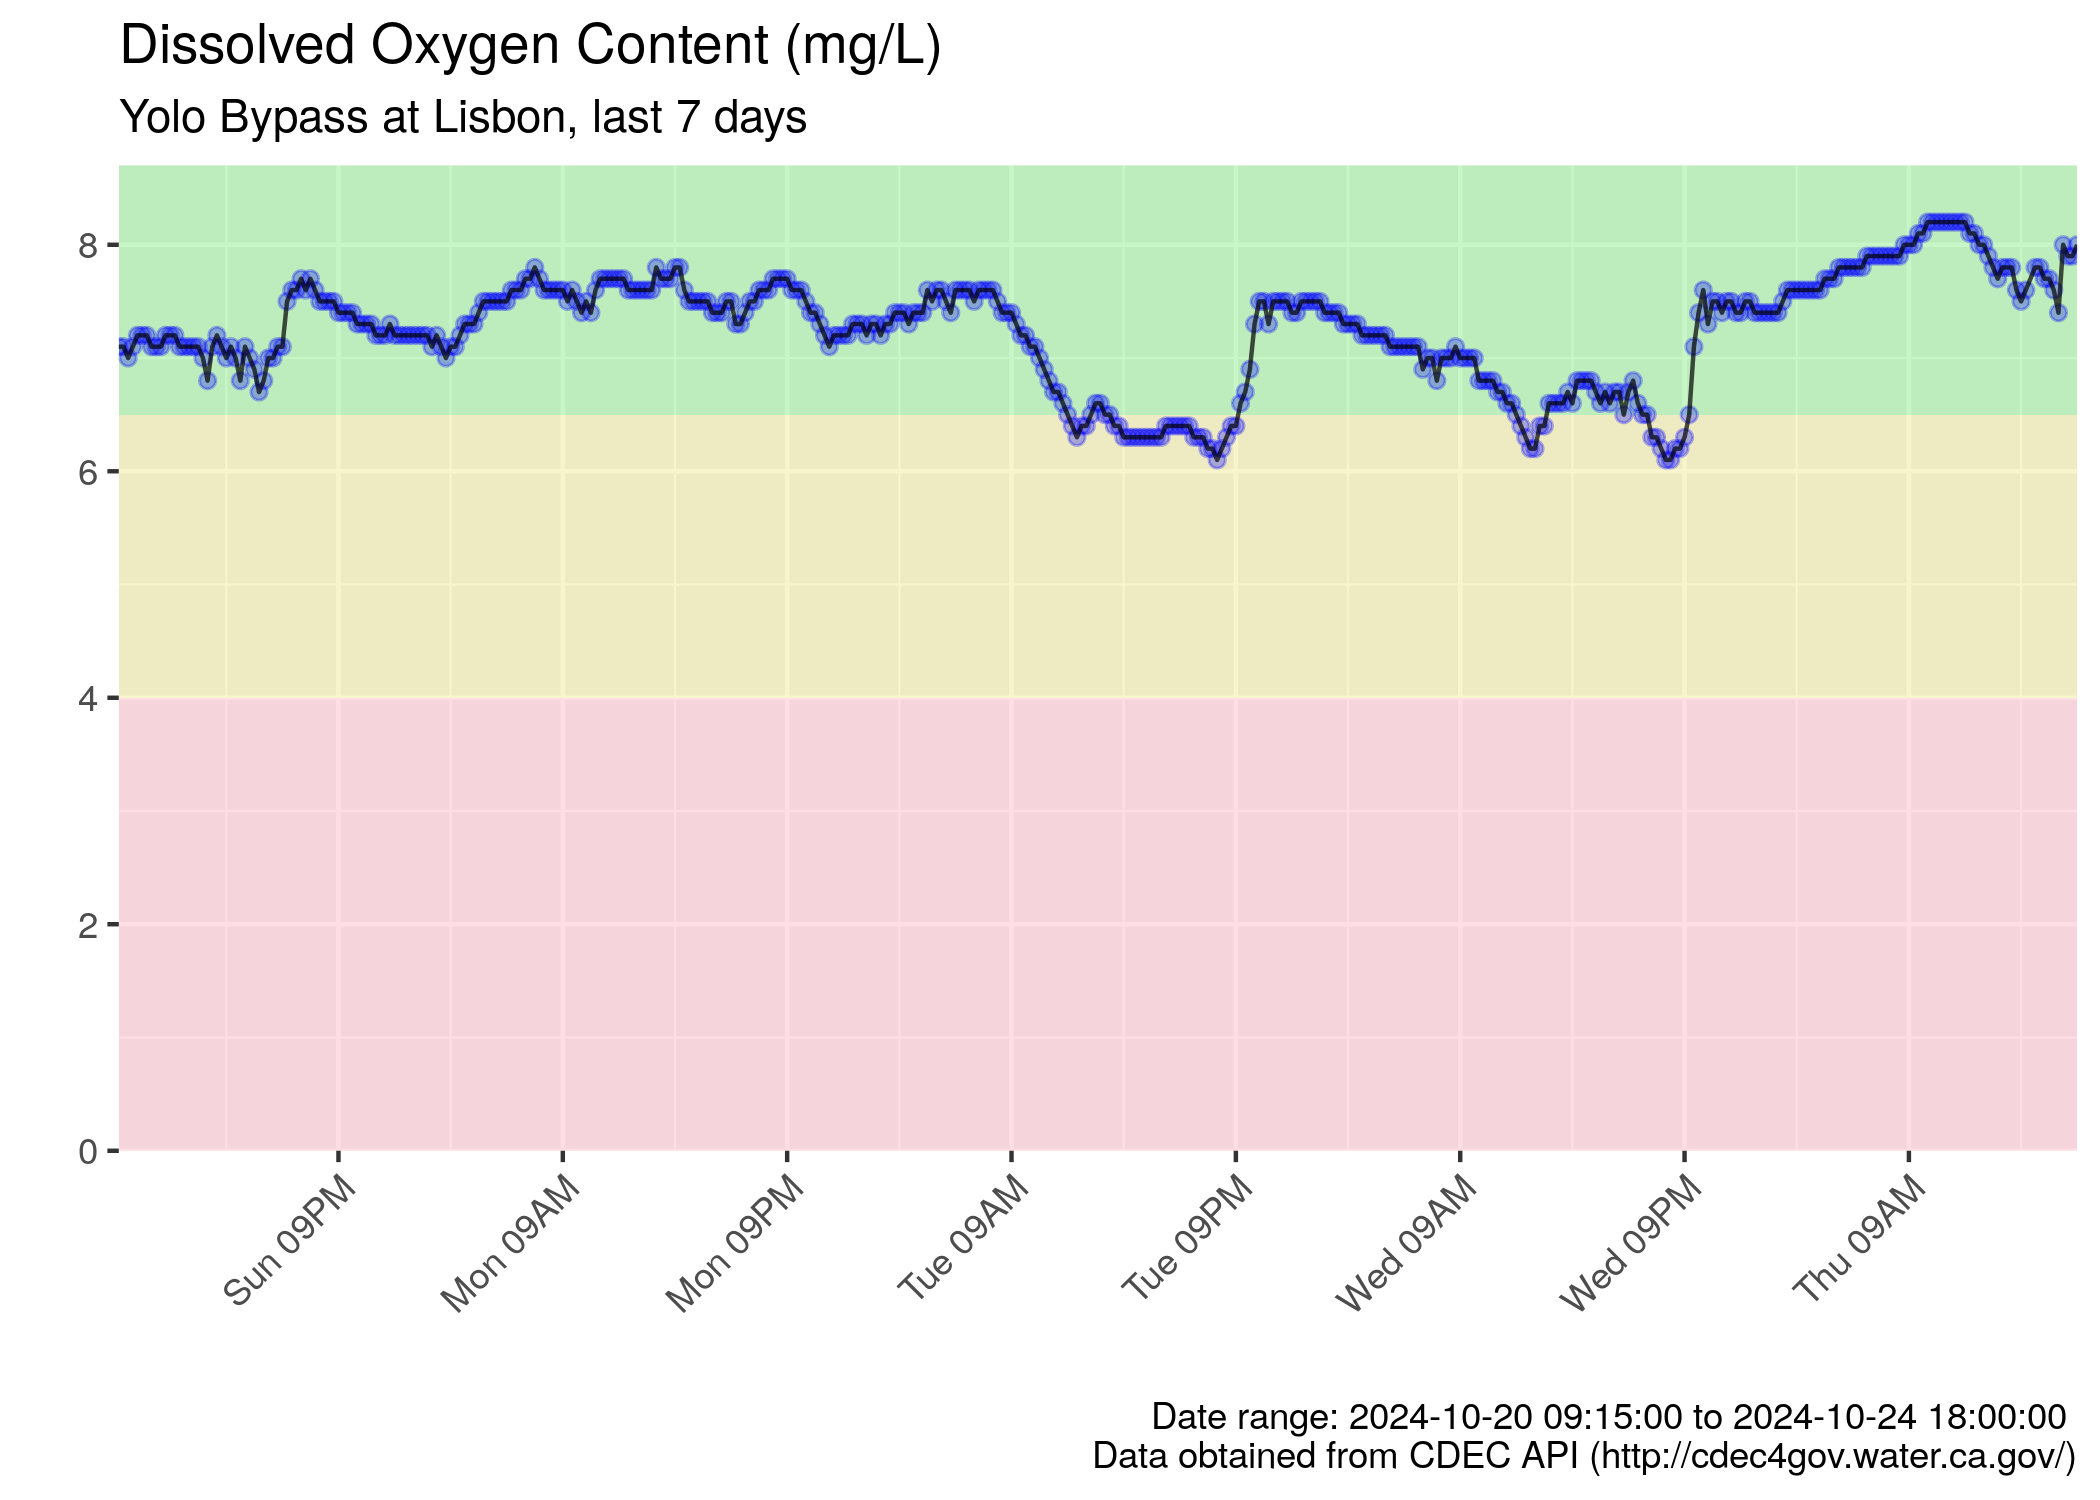 Dissolved Oxygen Content (mg/L)
Yolo Bypass at Lisbon, last 7 days
8
6
4
2
0
Sun 09PM
Mon 09AM
Mon 09PM
Tue 09AM
Tue 09PM
Wed 09AM
Wed 09PM
Thu 09AM
Date range: 2024-10-20 09:15:00 to 2024-10-24 18:00:00
Data obtained from CDEC API (http://cdec4gov.water.ca.gov/)